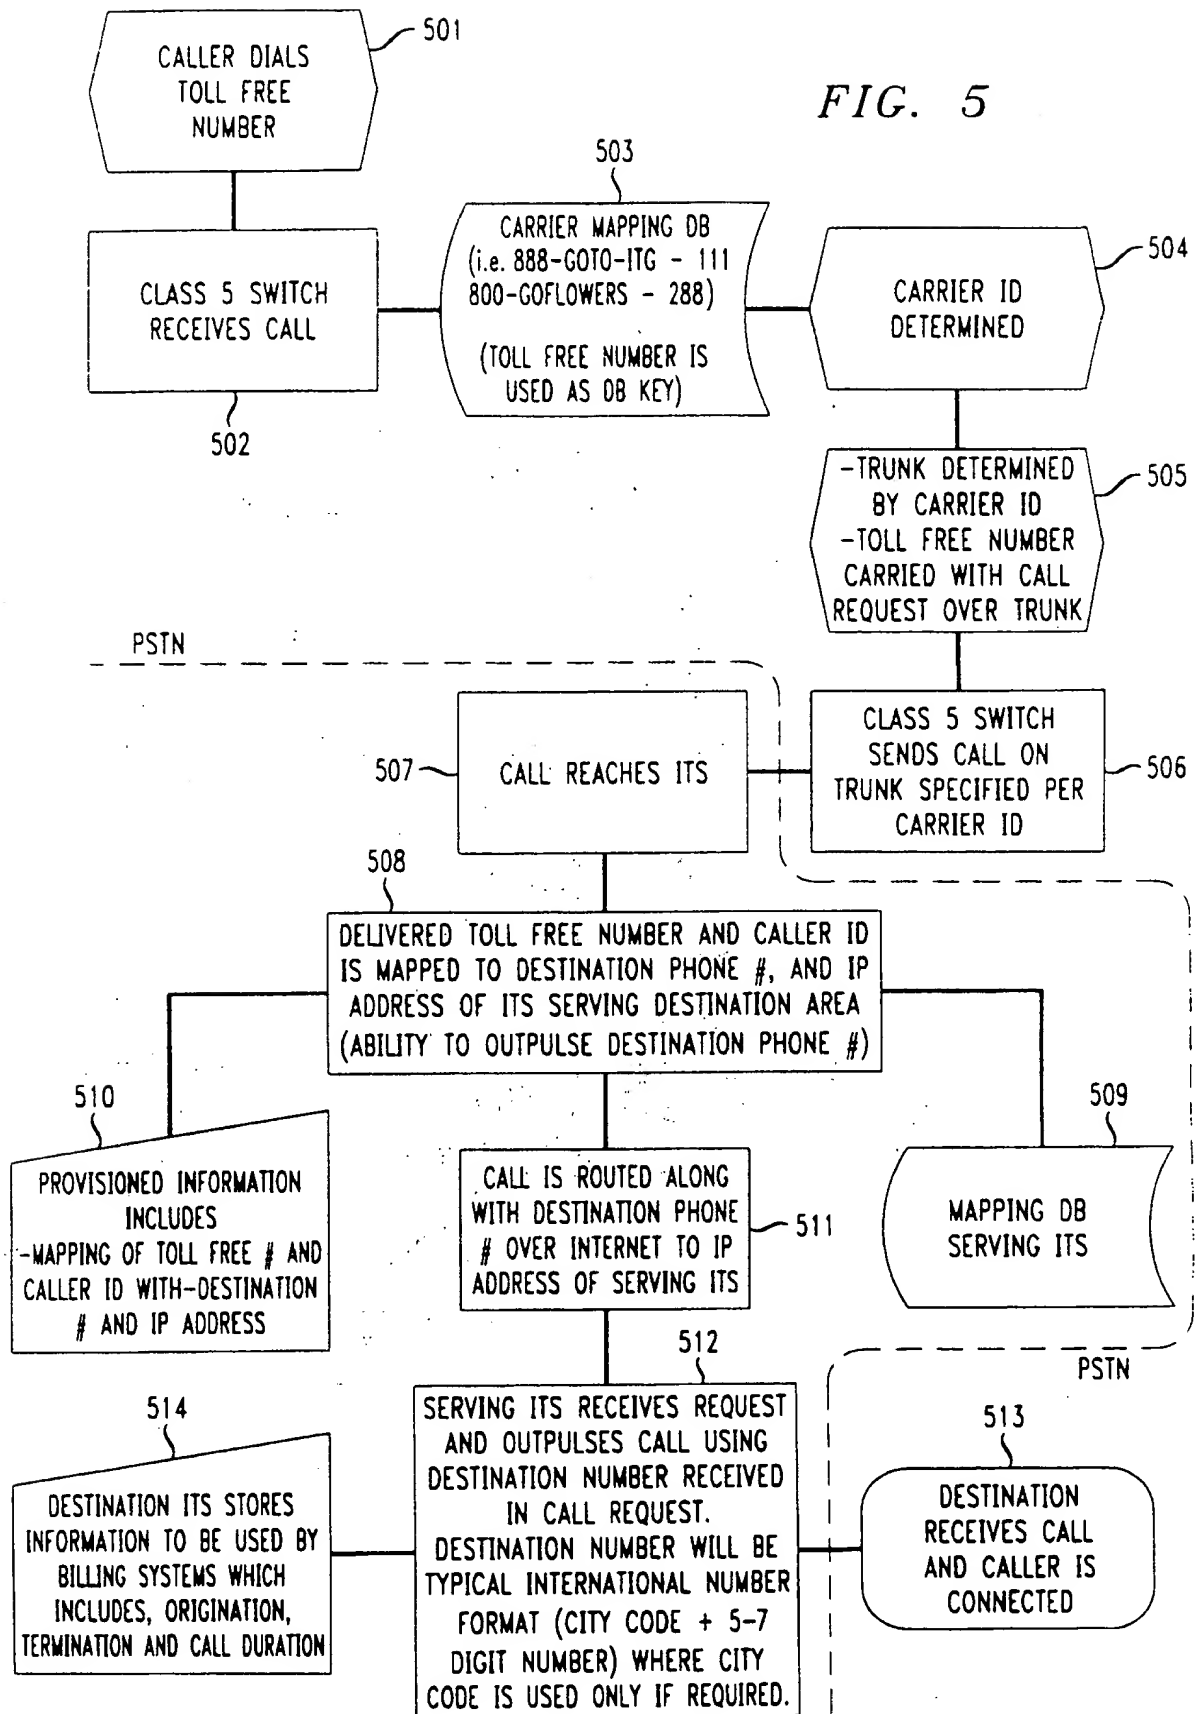 FIG. 5
501
CALLER DIALS
TOLL FREE
NUMBER
CLASS 5 SWITCH
RECEIVES CALL
502
503
CARRIER MAPPING DB
(i.e. 888-GOTO-ITG - 111
800-GOFLOWERS - 288)
(TOLL FREE NUMBER IS
USED AS DB KEY)
504
CARRIER ID
DETERMINED
505
-TRUNK DETERMINED
BY CARRIER ID
-TOLL FREE NUMBER
CARRIED WITH CALL
REQUEST OVER TRUNK
PSTN
CLASS 5 SWITCH
SENDS CALL ON
TRUNK SPECIFIED PER
CARRIER ID
506
507
CALL REACHES ITS
508
DELIVERED TOLL FREE NUMBER AND CALLER ID
IS MAPPED TO DESTINATION PHONE #, AND IP
ADDRESS OF ITS SERVING DESTINATION AREA
(ABILITY TO OUTPULSE DESTINATION PHONE #)
510
PROVISIONED INFORMATION
INCLUDES
-MAPPING OF TOLL FREE # AND
CALLER ID WITH-DESTINATION
# AND IP ADDRESS
CALL IS ROUTED ALONG
WITH DESTINATION PHONE
# OVER INTERNET TO IP
ADDRESS OF SERVING ITS
511
509
MAPPING DB
SERVING ITS
PSTN
512
SERVING ITS RECEIVES REQUEST
AND OUTPULSES CALL USING
DESTINATION NUMBER RECEIVED
IN CALL REQUEST.
DESTINATION NUMBER WILL BE
TYPICAL INTERNATIONAL NUMBER
FORMAT (CITY CODE + 5-7
DIGIT NUMBER) WHERE CITY
CODE IS USED ONLY IF REQUIRED.
514
DESTINATION ITS STORES
INFORMATION TO BE USED BY
BILLING SYSTEMS WHICH
INCLUDES, ORIGINATION,
TERMINATION AND CALL DURATION
513
DESTINATION
RECEIVES CALL
AND CALLER IS
CONNECTED